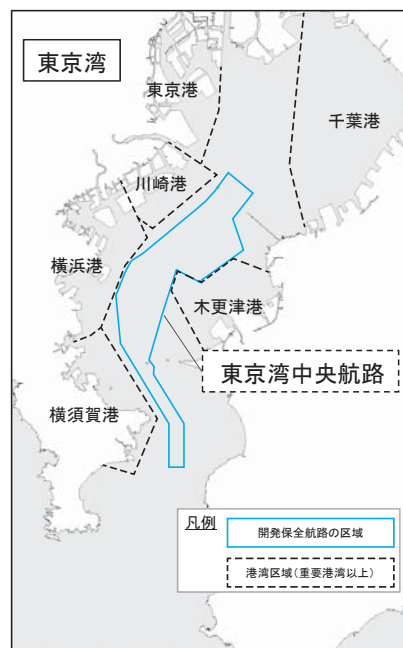 東京湾
東京港
千葉港
川崎港
横浜港
木更津港
東京湾中央航路
横須賀港
凡例
開発保全航路の区域
港湾区域(重要港湾以上)